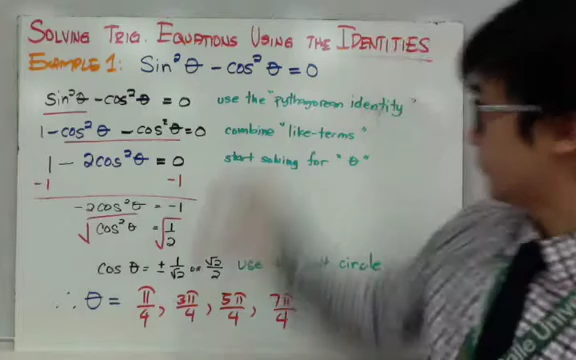 SOLVING TRIG. EQUATIONS USING THE IDENTITIES
EXAMPLE 1: Sin²θ - cos²θ = 0
sin²θ - cos²θ = 0 use the "pythagorean identity"
1 - cos²θ - cos²θ = 0 combine "like-terms"
1 - 2cos²θ = 0 start solving for "θ"
-1 -1
-2cos²θ = -1
√cos²θ = √1/2
cos θ = ± 1/√2 or √2/2 use circle
∴ θ = π/4, 3π/4, 5π/4, 7π/4